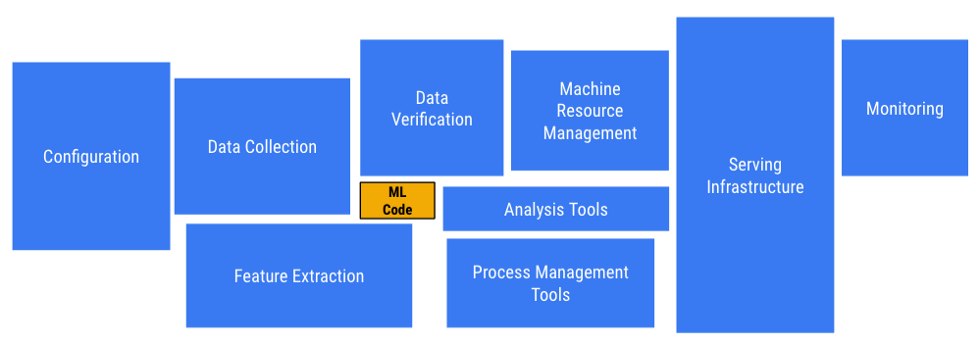 Configuration
Data Collection
Feature Extraction
Data
Verification
ML
Code
Machine
Resource
Management
Analysis Tools
Process Management
Tools
Serving
Infrastructure
Monitoring